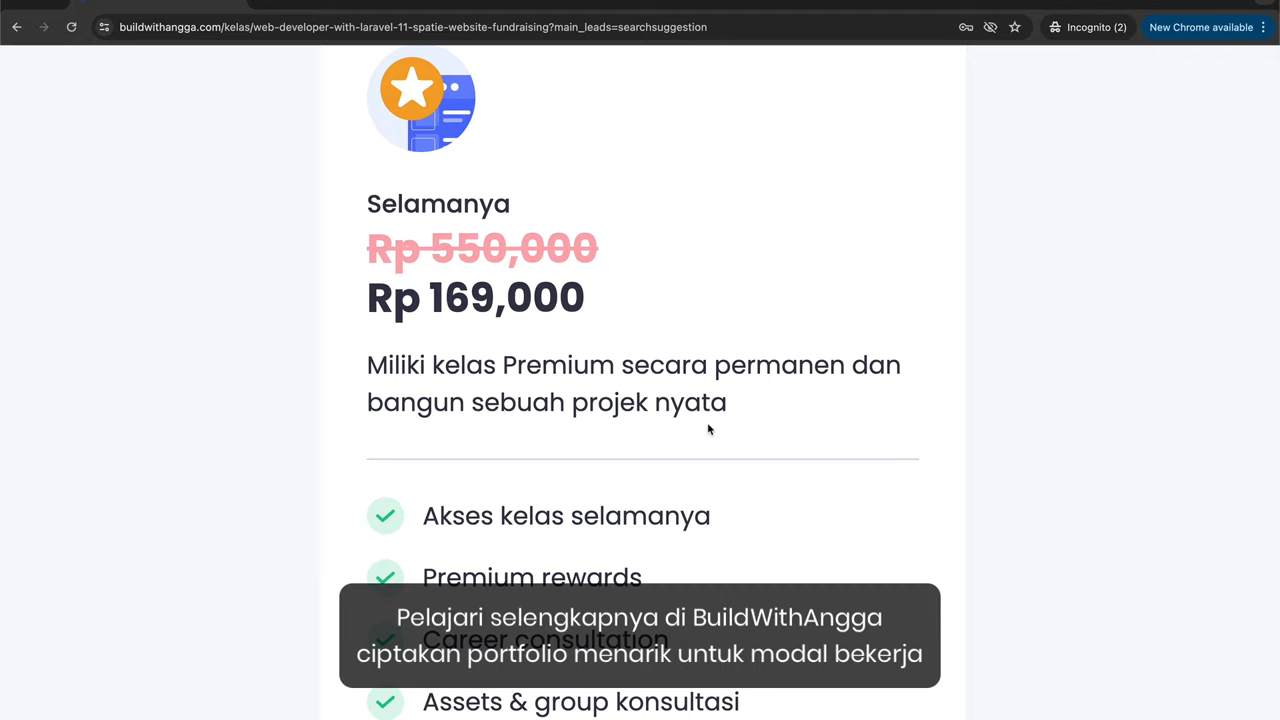 buildwithangga.com/kelas/web-developer-with-laravel-11-spatie-website-fundraising?main_leads=searchsuggestion
Incognito (2)
New Chrome available
Selamanya
Rp 550,000
Rp 169,000
Miliki kelas Premium secara permanen dan
bangun sebuah projek nyata
Akses kelas selamanya
Premium rewards
Career consultation
Pelajari selengkapnya di BuildWithAngga
ciptakan portfolio menarik untuk modal bekerja
Assets & group konsultasi